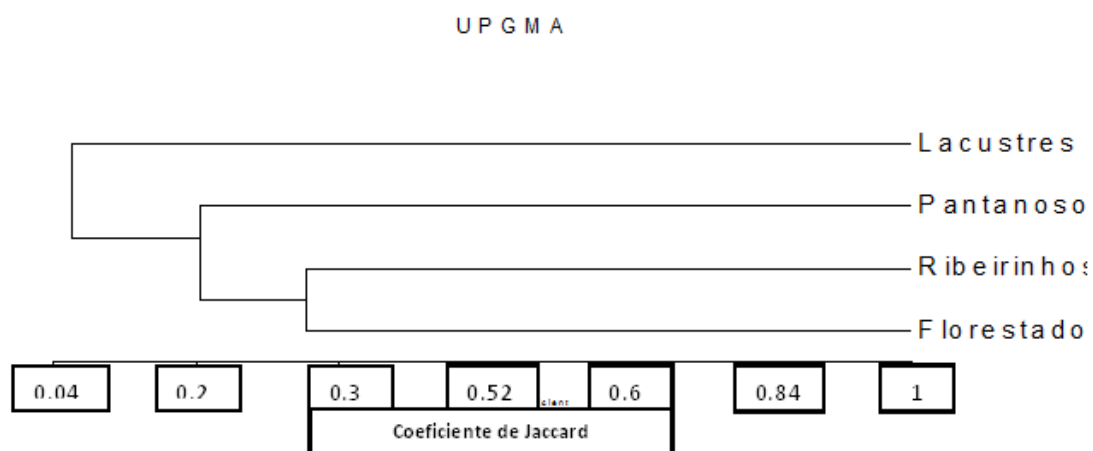 UPGMA
Lacustres
Pantanoso
Ribeirinhos
Florestado
0.04 0.2 0.3 0.52 0.6 0.84 1
Coeficiente de Jaccard